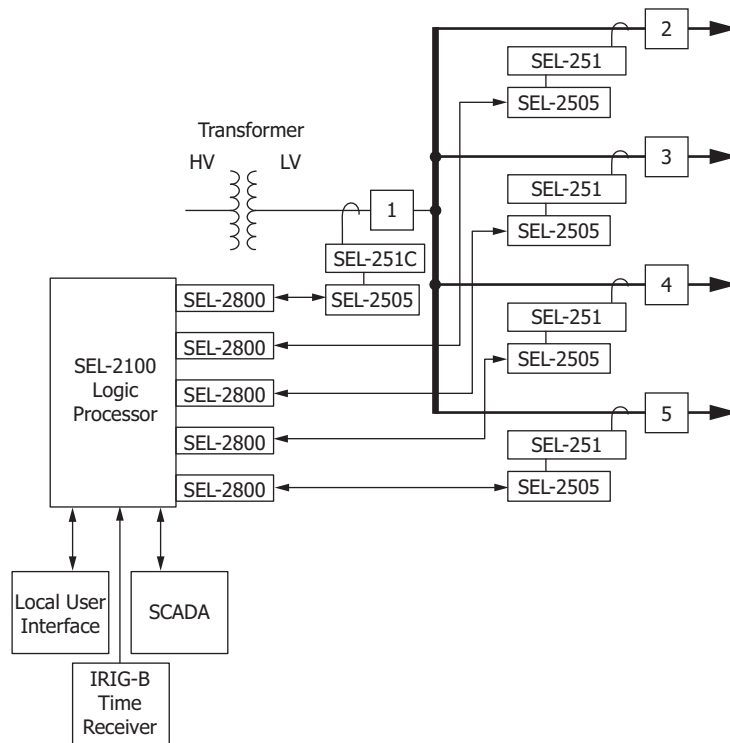 2
SEL-251
SEL-2505
Transformer
HV
LV
3
SEL-251
SEL-2505
1
SEL-251C
SEL-2505
4
SEL-251
SEL-2505
SEL-2100
Logic
Processor
SEL-2800
SEL-2800
SEL-2800
SEL-2800
SEL-2800
5
SEL-251
SEL-2505
Local User
Interface
SCADA
IRIG-B
Time
Receiver